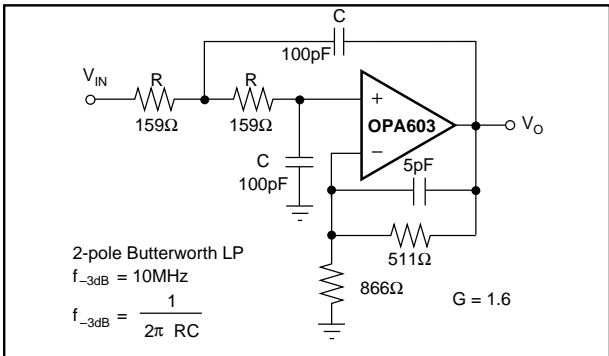 C
100pF
V_IN
R
R
159Ω
159Ω
+
OPA603
−
V_O
C
100pF
5pF
511Ω
866Ω
2-pole Butterworth LP
f_−3dB = 10MHz
f_−3dB = 1 / 2π RC
G = 1.6